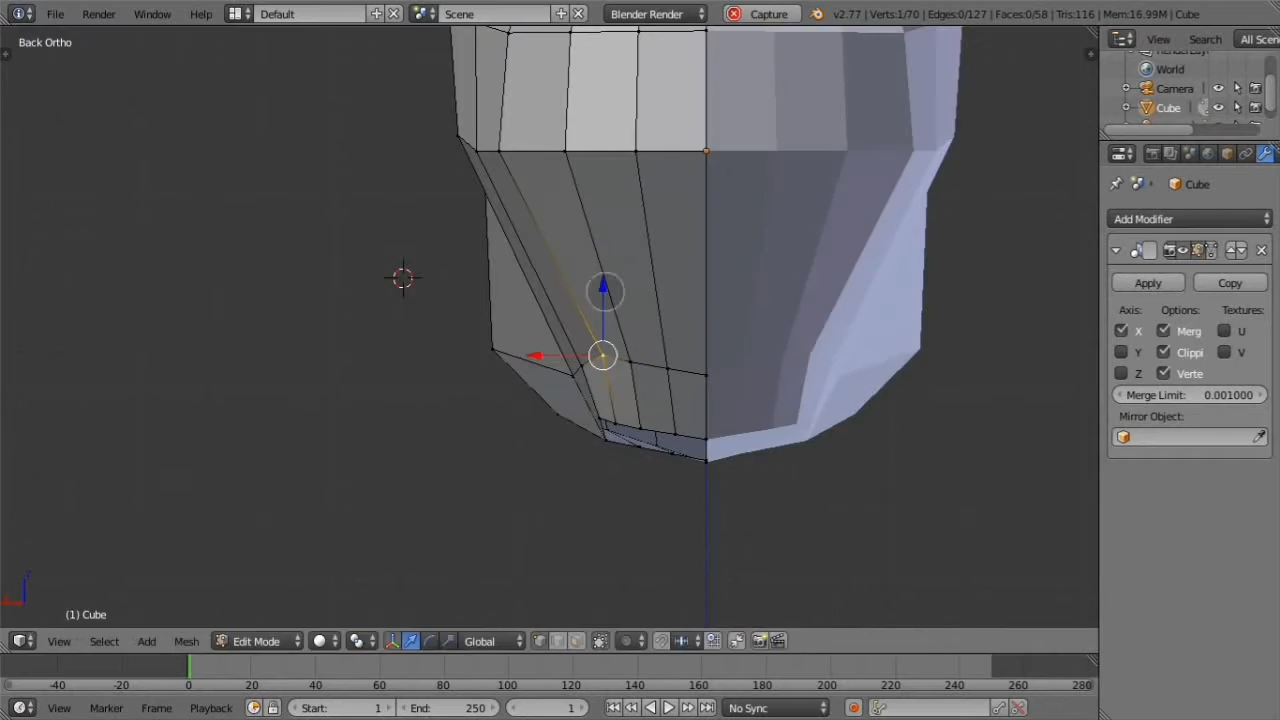 File Render Window Help Default Scene Blender Render Capture v2.77 | Verts:1/70 | Edges:0/127 | Faces:0/58 | Tris:116 | Mem:16.99M | Cube
Back Ortho
View Search All Scen
World
Camera
Cube
Cube
Add Modifier
Apply Copy
Axis: Options: Textures:
X Merg U
Y Clippi V
Z Verte
Merge Limit: 0.001000
Mirror Object:
(1) Cube
View Select Add Mesh Edit Mode Global
-40 -20 0 20 40 60 80 100 120 140 160 180 200 220 240 260 280
View Marker Frame Playback Start: 1 End: 250 1 No Sync